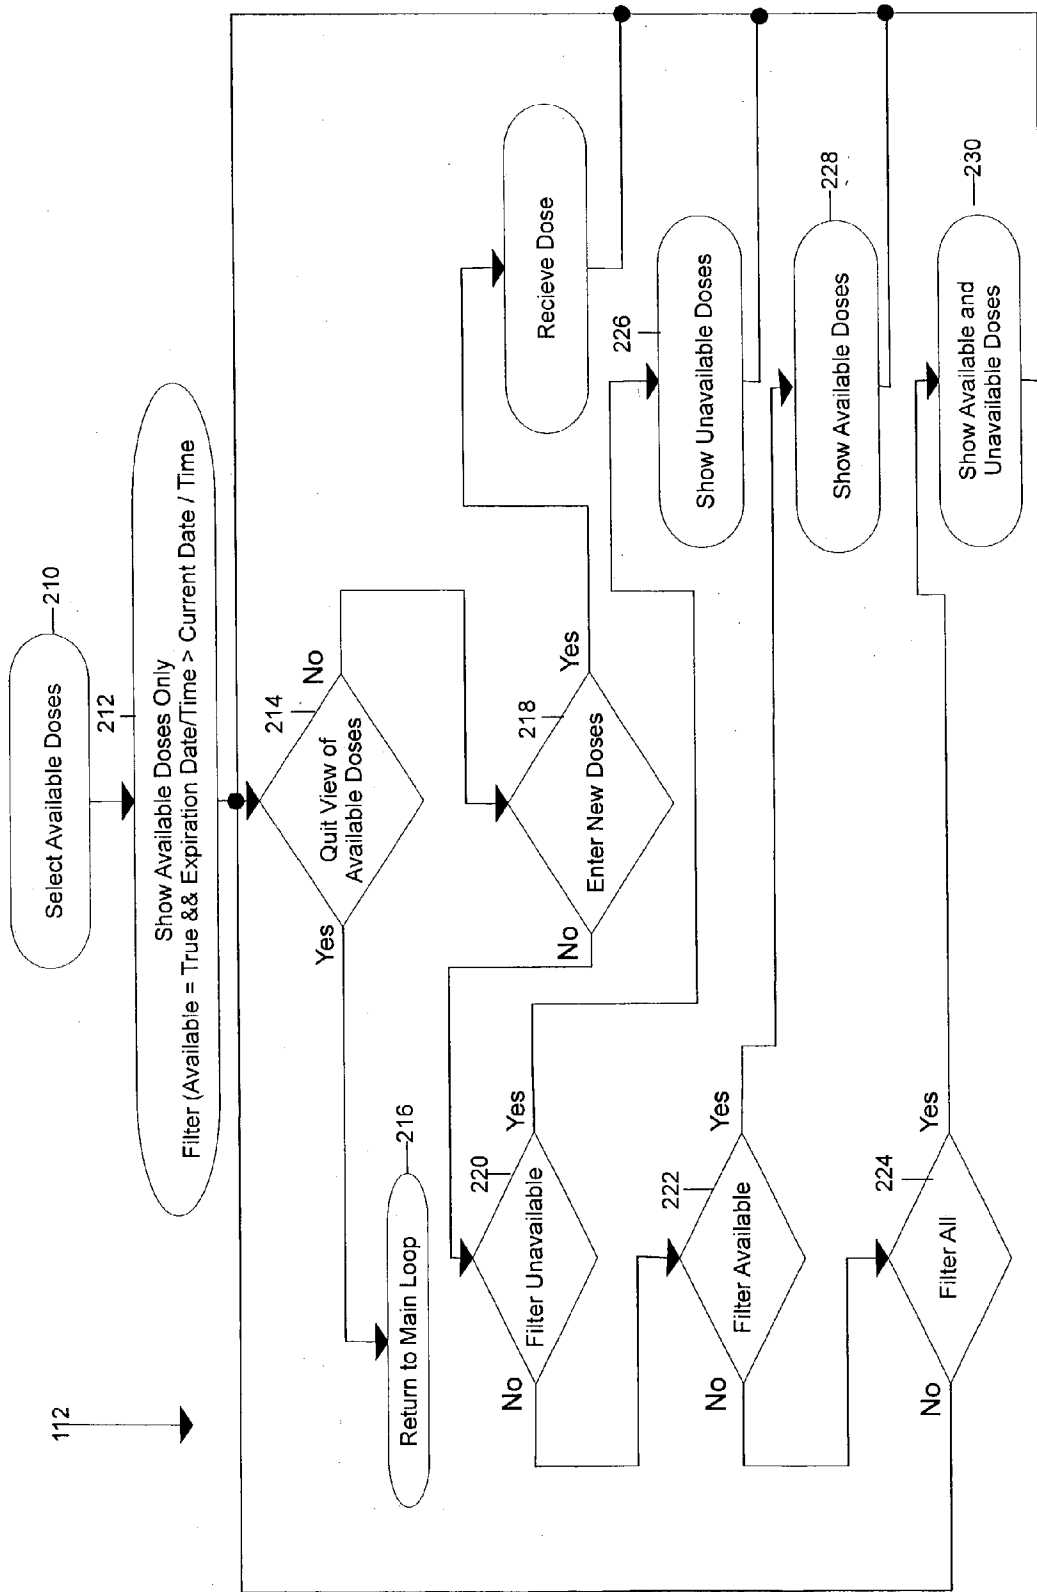 112
Select Available Doses
210
212
Show Available Doses Only
Filter (Available = True && Expiration Date/Time > Current Date / Time
Quit View of
Available Doses
214
Yes
No
Return to Main Loop
216
Enter New Doses
218
No
Yes
Recieve Dose
Filter Unavailable
220
No
Yes
226
Show Unavailable Doses
Filter Available
222
No
Yes
Show Available Doses
228
Filter All
224
No
Yes
Show Available and
Unavailable Doses
230